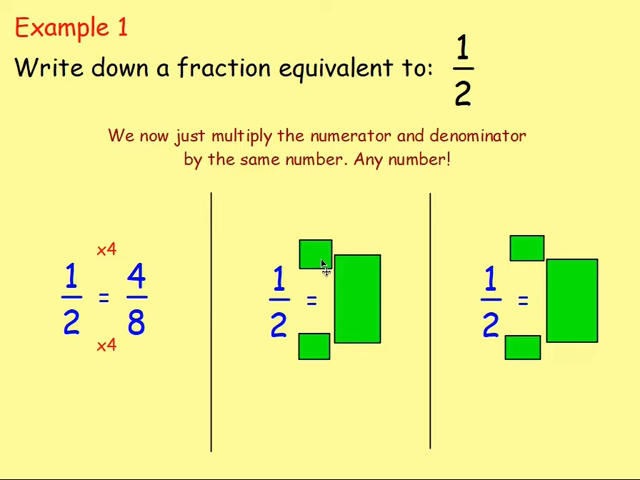 Example 1
Write down a fraction equivalent to: 1/2
We now just multiply the numerator and denominator
by the same number. Any number!
x4
1/2 = 4/8
x4
1/2 =
1/2 =